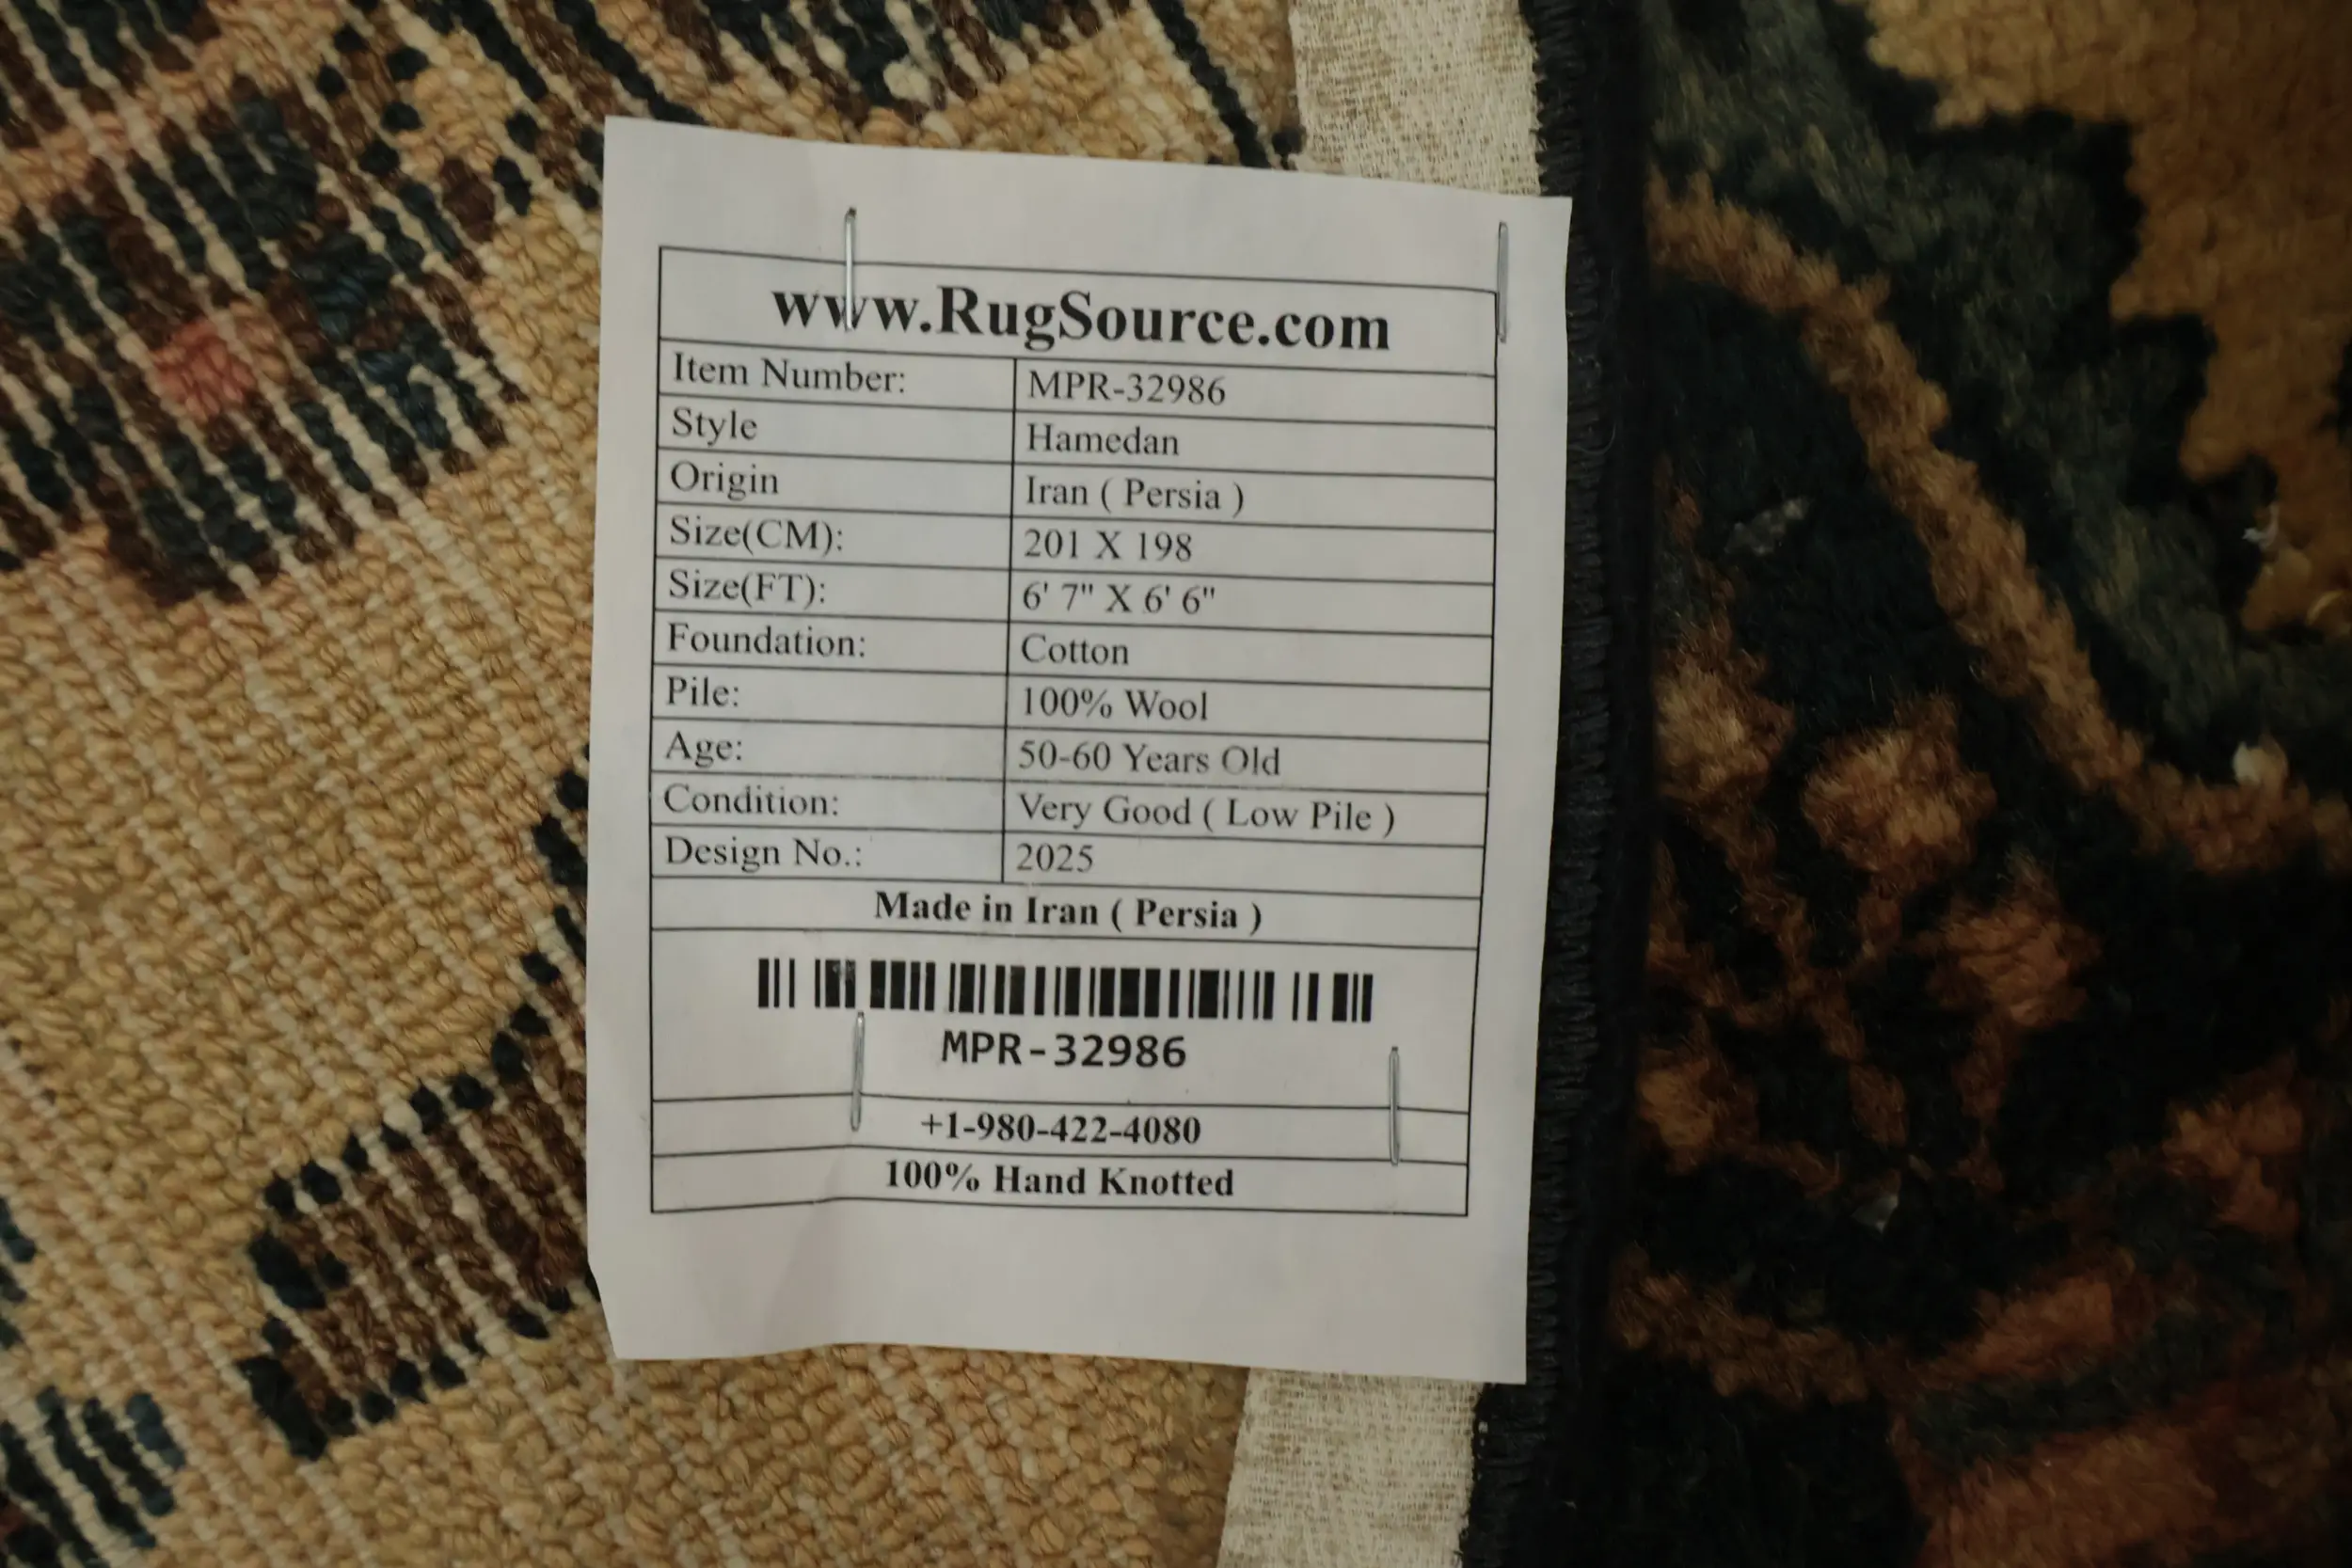 www.RugSource.com
Item Number: MPR-32986
Style Hamedan
Origin Iran ( Persia )
Size(CM): 201 X 198
Size(FT): 6' 7" X 6' 6"
Foundation: Cotton
Pile: 100% Wool
Age: 50-60 Years Old
Condition: Very Good ( Low Pile )
Design No.: 2025
Made in Iran ( Persia )
MPR-32986
+1-980-422-4080
100% Hand Knotted